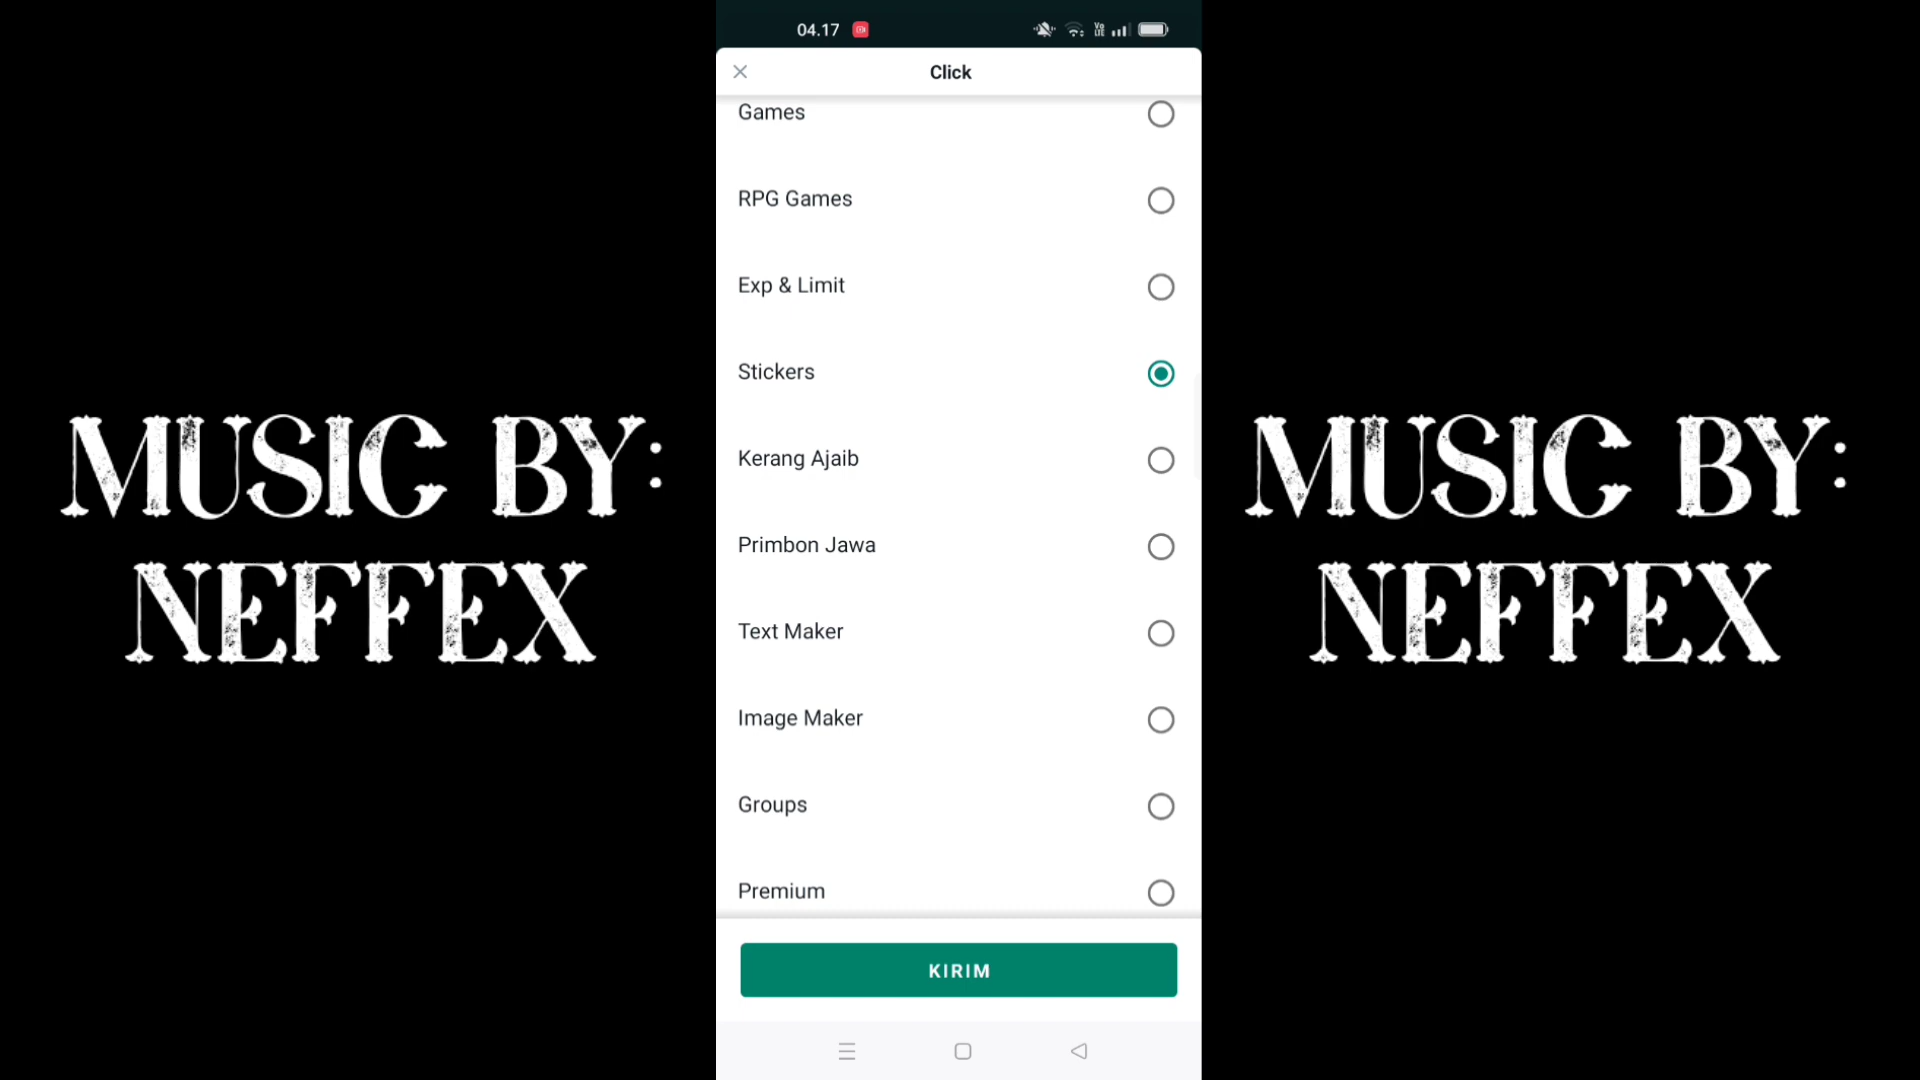 04.17
Click
Games
RPG Games
Exp & Limit
Stickers
Kerang Ajaib
Primbon Jawa
Text Maker
Image Maker
Groups
Premium
KIRIM
MUSIC BY:
NEFFEX
MUSIC BY:
NEFFEX